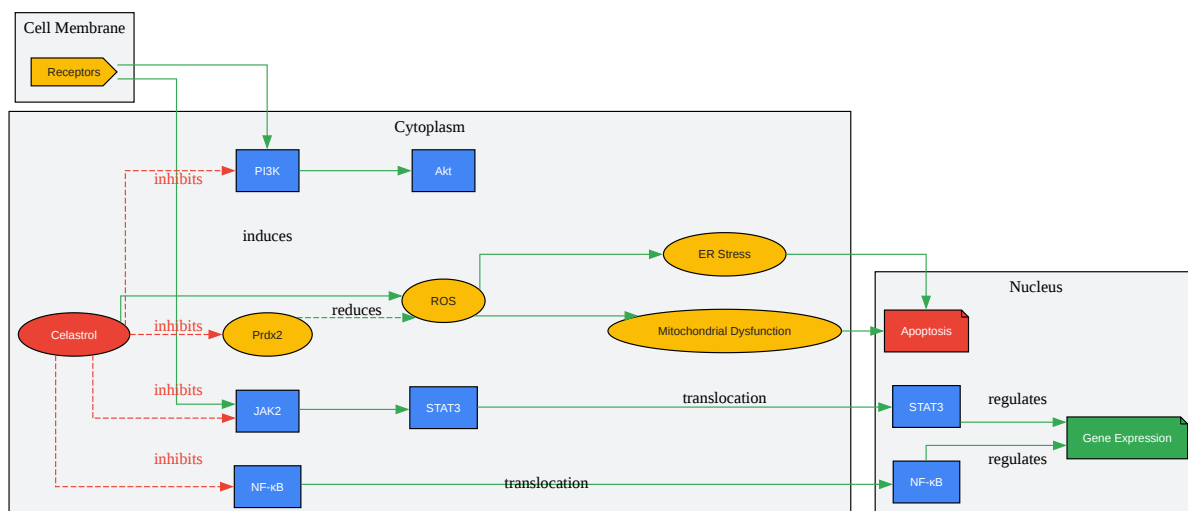 Cell Membrane
Receptors
Cytoplasm
PI3K
Akt
inhibits
induces
ER Stress
Nucleus
ROS
reduces
Celastrol
inhibits
Prdx2
Mitochondrial Dysfunction
Apoptosis
inhibits
JAK2
STAT3
translocation
STAT3
regulates
Gene Expression
inhibits
NF-κB
translocation
NF-κB
regulates